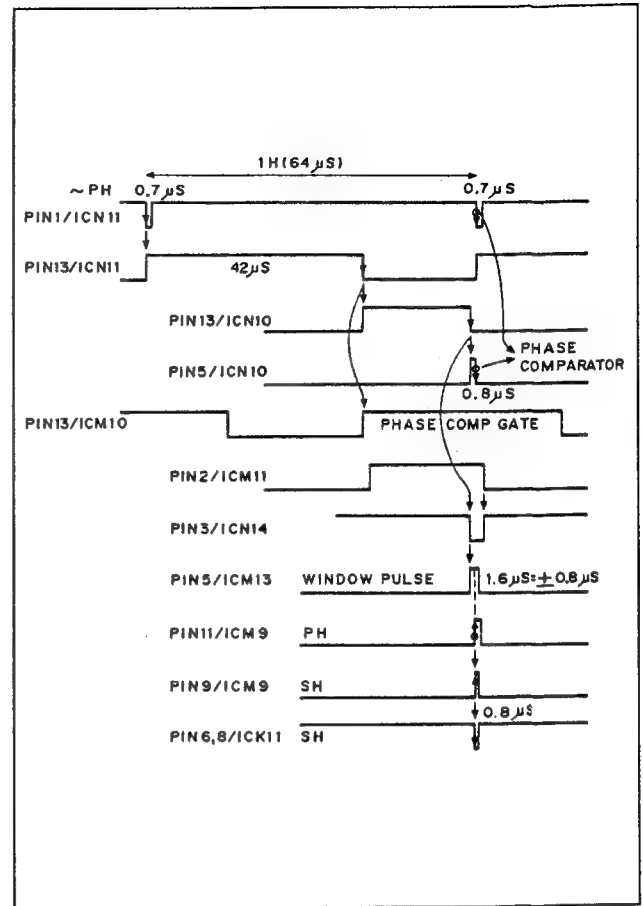 1H(64µS)
~PH 0.7µS 0.7µS
PIN1/ICN11
PIN13/ICN11 42µS
PIN13/ICN10
PHASE
COMPARATOR
PIN5/ICN10
0.8µS
PIN13/ICM10 PHASE COMP GATE
PIN2/ICM11
PIN3/ICN14
PIN5/ICM13 WINDOW PULSE 1.6µS=±0.8µS
PIN11/ICM9 PH
PIN9/ICM9 SH
0.8µS
PIN6,8/ICK11 SH